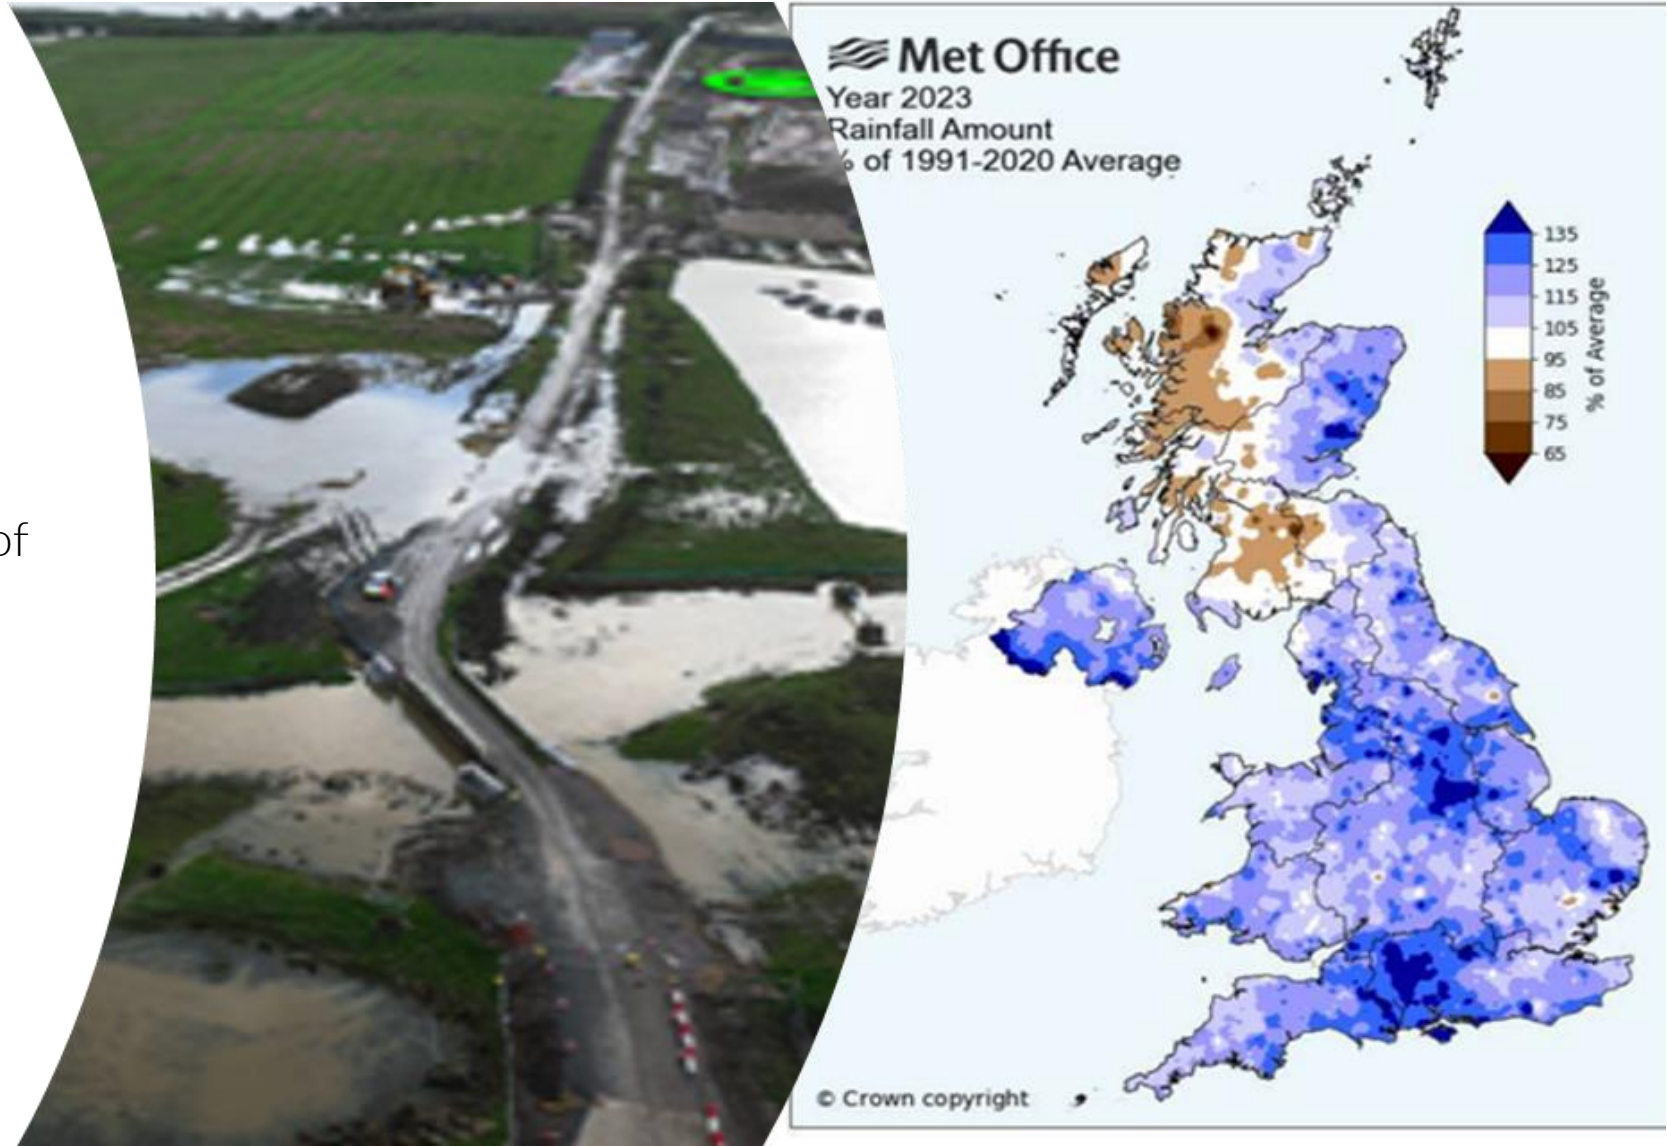 of
Met Office
Year 2023
Rainfall Amount
% of 1991-2020 Average
135
125
115
105
95
85
75
65
% of Average
© Crown copyright